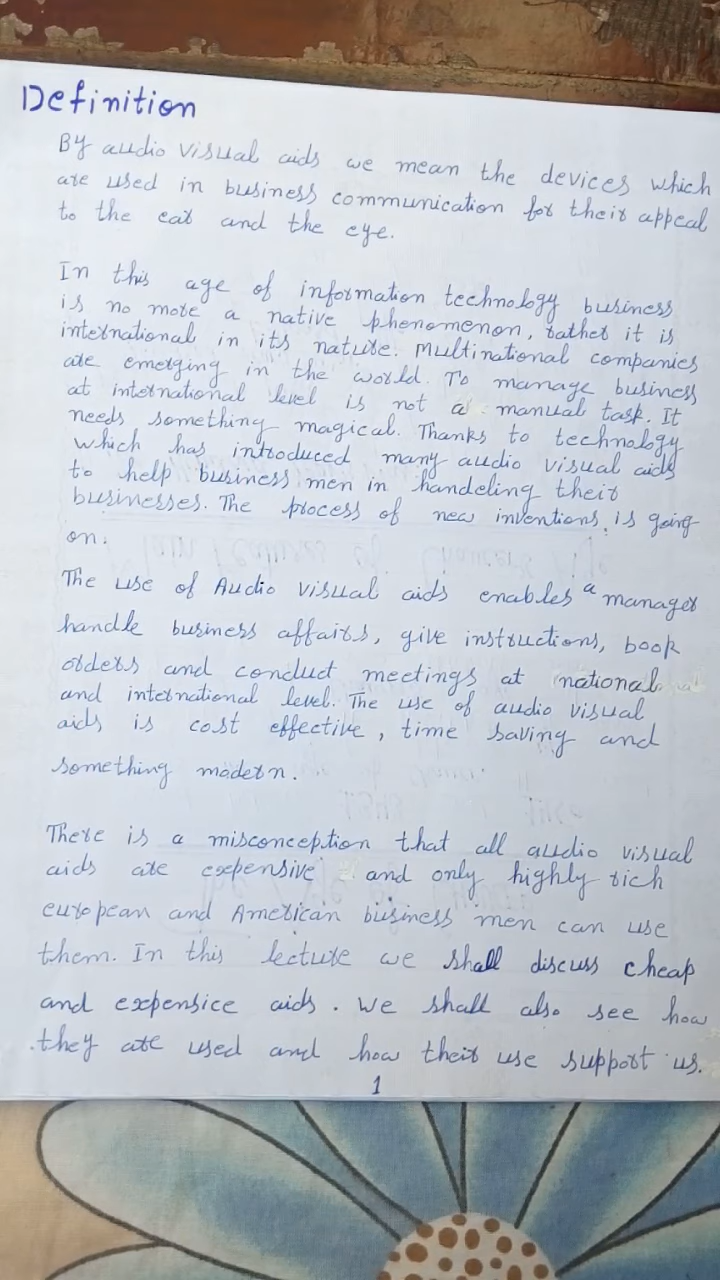 Definition
By audio visual aids we mean the devices which
are used in business communication for their appeal
to the ear and the eye.
In this age of information technology business
is no more a native phenomenon, rather it is
international in its nature. Multinational companies
are emerging in the world. To manage business
at international level is not a manual task. It
needs something magical. Thanks to technology
which has introduced many audio visual aids
to help business men in handeling their
businesses. The process of new inventions is going
on.
The use of Audio visual aids enables a manager
handle business affairs, give instructions, book
orders and conduct meetings at national
and international level. The use of audio visual
aids is cost effective, time saving and
something modern.
There is a misconception that all audio visual
aids are expensive and only highly rich
european and American business men can use
them. In this lecture we shall discuss cheap
and expensice aids. We shall also see how
they are used and how their use support us.
1